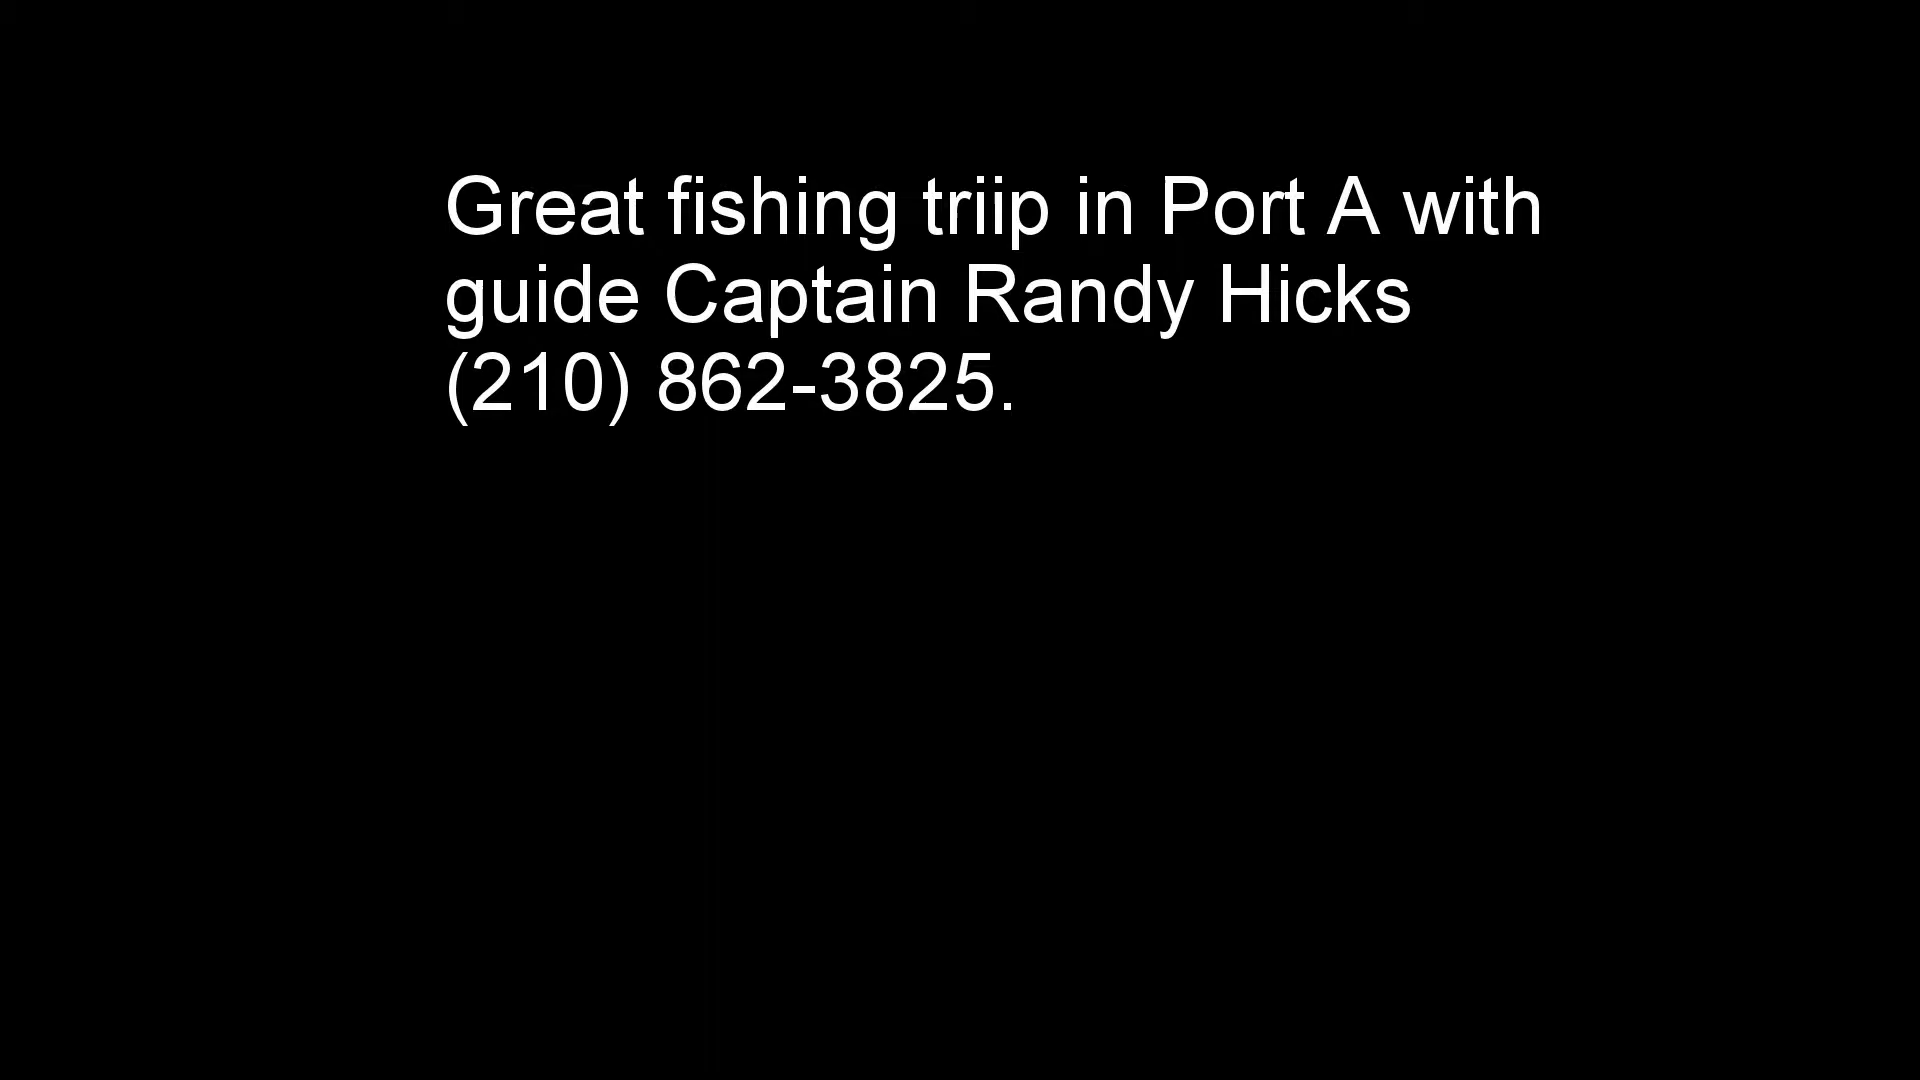 Great fishing triip in Port A with
guide Captain Randy Hicks
(210) 862-3825.